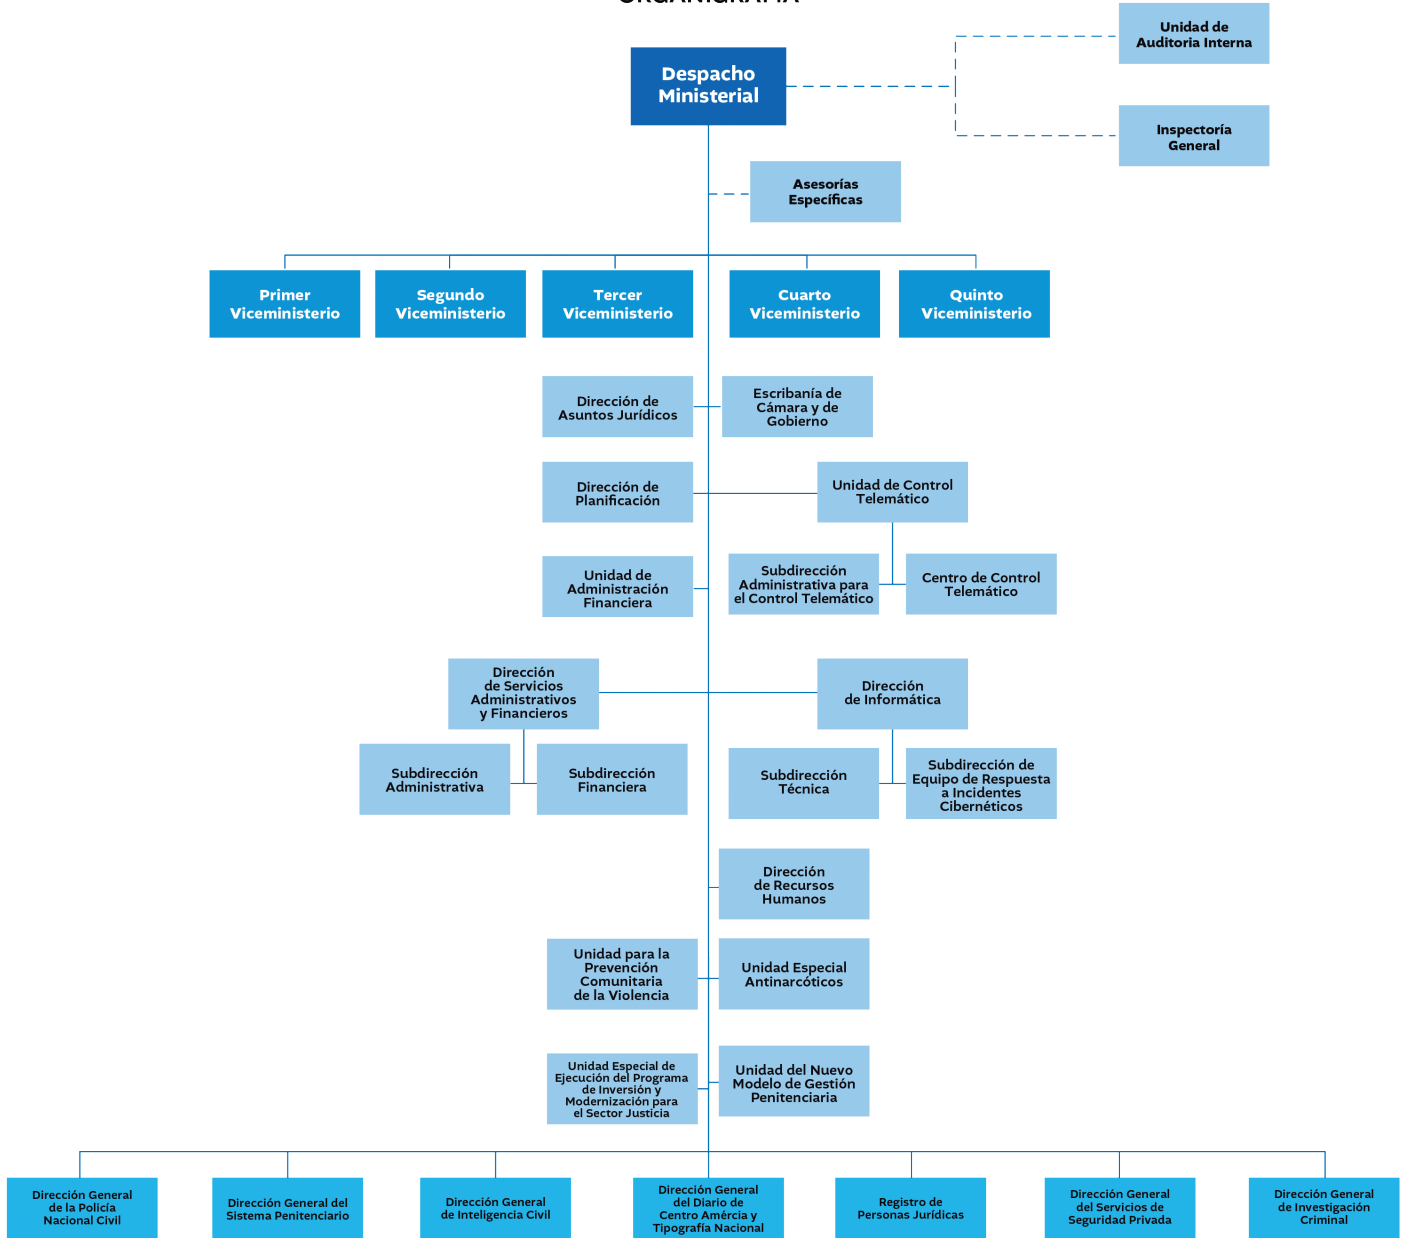 ORGANIGRAMA
Unidad de
Auditoria Interna
Despacho
Ministerial
Inspectoría
General
Asesorías
Específicas
Primer
Viceministerio
Segundo
Viceministerio
Tercer
Viceministerio
Cuarto
Viceministerio
Quinto
Viceministerio
Dirección de
Asuntos Jurídicos
Escribanía de
Cámara y de
Gobierno
Dirección de
Planificación
Unidad de Control
Telemático
Unidad de
Administración
Financiera
Subdirección
Administrativa para
el Control Telemático
Centro de Control
Telemático
Dirección
de Servicios
Administrativos
y Financieros
Dirección
de Informática
Subdirección
Administrativa
Subdirección
Financiera
Subdirección
Técnica
Subdirección de
Equipo de Respuesta
a Incidentes
Cibernéticos
Dirección
de Recursos
Humanos
Unidad para la
Prevención
Comunitaria
de la Violencia
Unidad Especial
Antinarcóticos
Unidad Especial de
Ejecución del Programa
de Inversión y
Modernización para
el Sector Justicia
Unidad del Nuevo
Modelo de Gestión
Penitenciaria
Dirección General
de la Policía
Nacional Civil
Dirección General del
Sistema Penitenciario
Dirección General
de Inteligencia Civil
Dirección General
del Diario de
Centro Amércia y
Tipografía Nacional
Registro de
Personas Jurídicas
Dirección General
del Servicios de
Seguridad Privada
Dirección General
de Investigación
Criminal